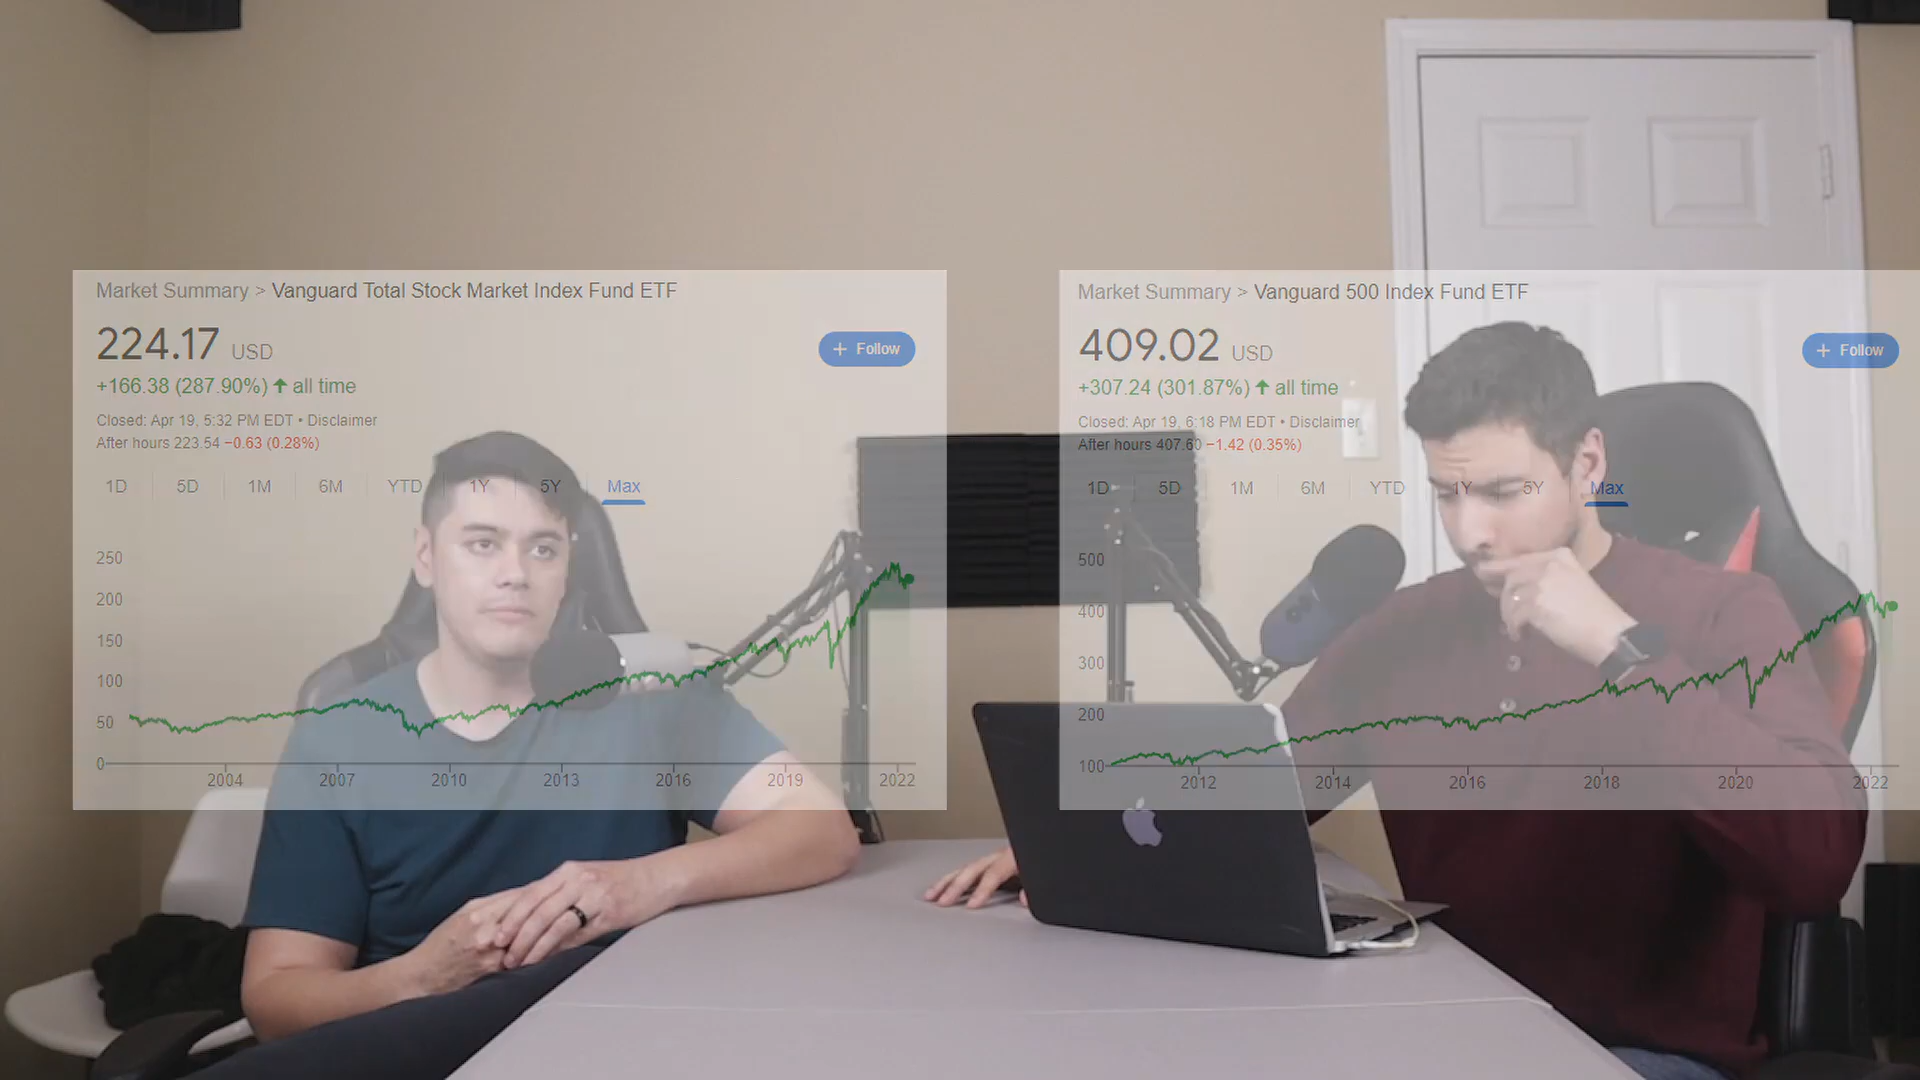 Market Summary > Vanguard Total Stock Market Index Fund ETF
224.17 USD
+ Follow
+166.38 (287.90%) ↑ all time
Closed: Apr 19, 5:32 PM EDT • Disclaimer
After hours 223.54 −0.63 (0.28%)
1D 5D 1M 6M YTD 1Y 5Y Max
250
200
150
100
50
0
2004 2007 2010 2013 2016 2019 2022
Market Summary > Vanguard 500 Index Fund ETF
409.02 USD
+ Follow
+307.24 (301.87%) ↑ all time
Closed: Apr 19, 6:18 PM EDT • Disclaimer
After hours 407.60 −1.42 (0.35%)
1D 5D 1M 6M YTD 1Y 5Y Max
500
400
300
200
100
2012 2014 2016 2018 2020 2022